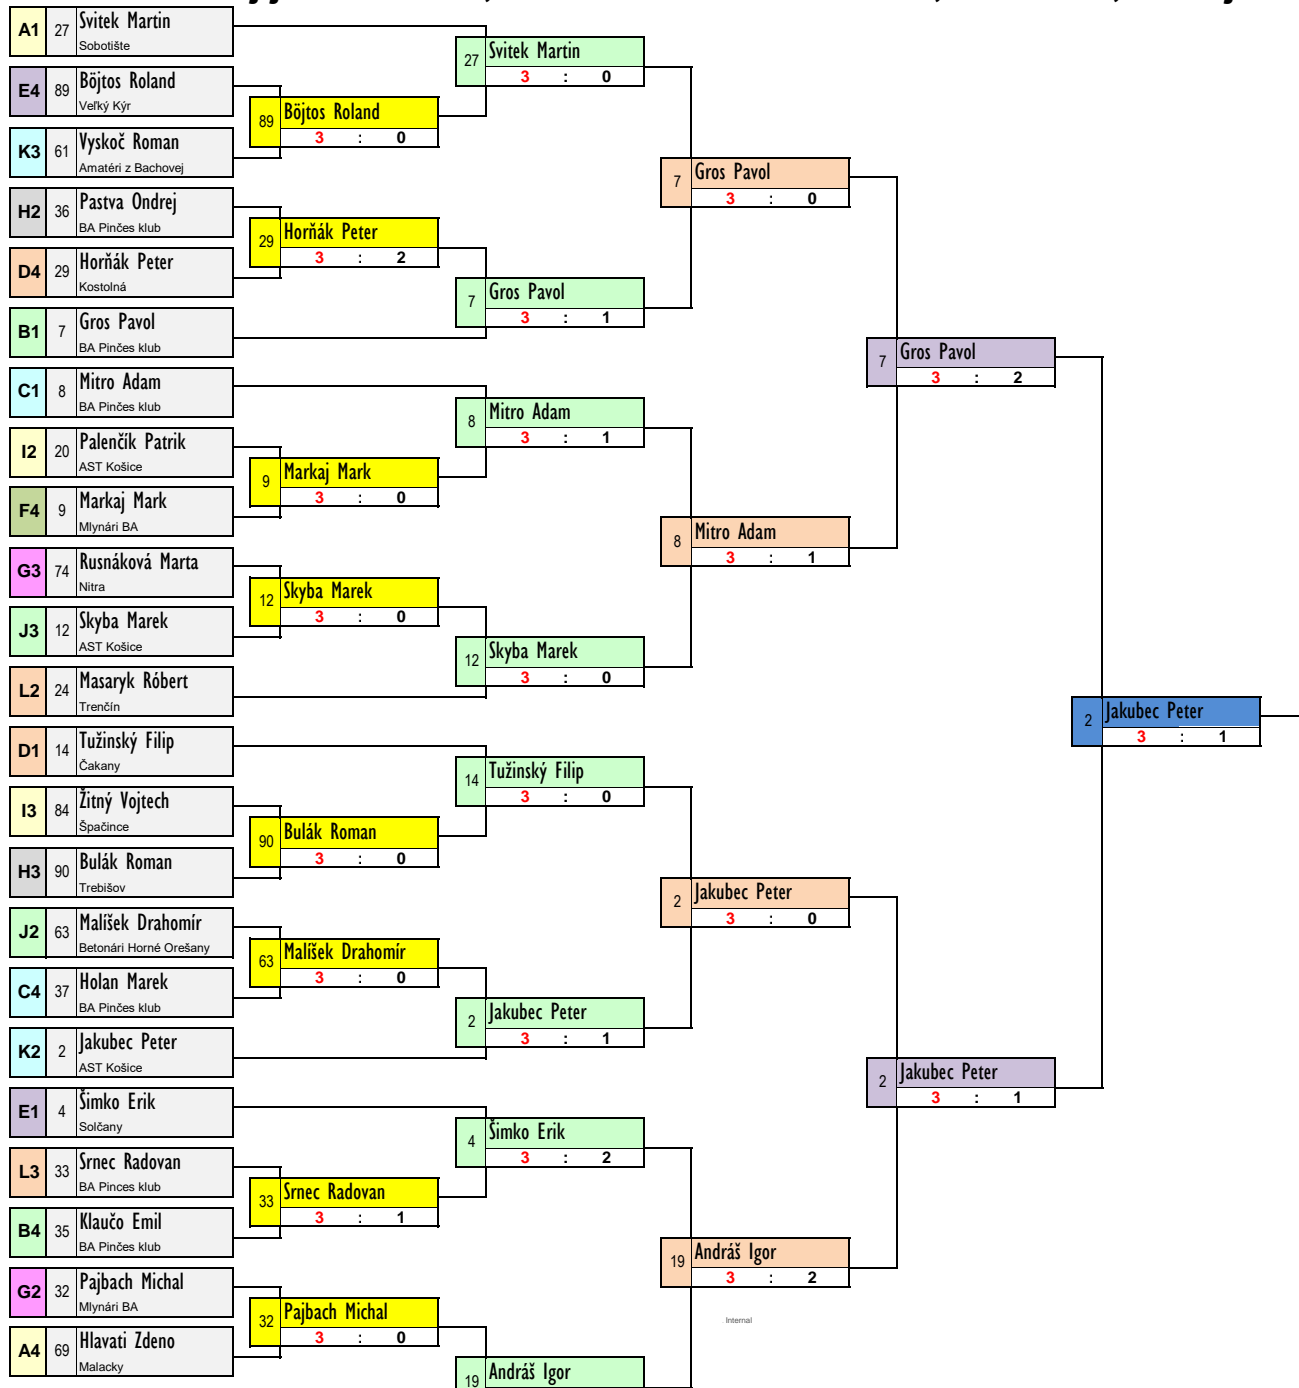 A1 27 Svitek Martin
Sobotište
E4 89 Böjtos Roland
Veľký Kýr
K3 61 Vyskoč Roman
Amatéri z Bachovej
H2 36 Pastva Ondrej
BA Pinčes klub
D4 29 Horňák Peter
Kostolná
B1 7 Gros Pavol
BA Pinčes klub
C1 8 Mitro Adam
BA Pinčes klub
I2 20 Palenčík Patrik
AST Košice
F4 9 Markaj Mark
Mlynári BA
G3 74 Rusnáková Marta
Nitra
J3 12 Skyba Marek
AST Košice
L2 24 Masaryk Róbert
Trenčín
D1 14 Tužinský Filip
Čakany
I3 84 Žitný Vojtech
Špačince
H3 90 Bulák Roman
Trebišov
J2 63 Malíšek Drahomír
Betonári Horné Orešany
C4 37 Holan Marek
BA Pinčes klub
K2 2 Jakubec Peter
AST Košice
E1 4 Šimko Erik
Solčany
L3 33 Srnec Radovan
BA Pinces klub
B4 35 Klaučo Emil
BA Pinčes klub
G2 32 Pajbach Michal
Mlynári BA
A4 69 Hlavati Zdeno
Malacky
89 Böjtos Roland
3 : 0
29 Horňák Peter
3 : 2
9 Markaj Mark
3 : 0
12 Skyba Marek
3 : 0
90 Bulák Roman
3 : 0
63 Malíšek Drahomír
3 : 0
33 Srnec Radovan
3 : 1
32 Pajbach Michal
3 : 0
27 Svitek Martin
3 : 0
7 Gros Pavol
3 : 1
8 Mitro Adam
3 : 1
12 Skyba Marek
3 : 0
14 Tužinský Filip
3 : 0
2 Jakubec Peter
3 : 1
4 Šimko Erik
3 : 2
19 Andráš Igor
7 Gros Pavol
3 : 0
8 Mitro Adam
3 : 1
2 Jakubec Peter
3 : 0
19 Andráš Igor
3 : 2
7 Gros Pavol
3 : 2
2 Jakubec Peter
3 : 1
2 Jakubec Peter
3 : 1
Internal